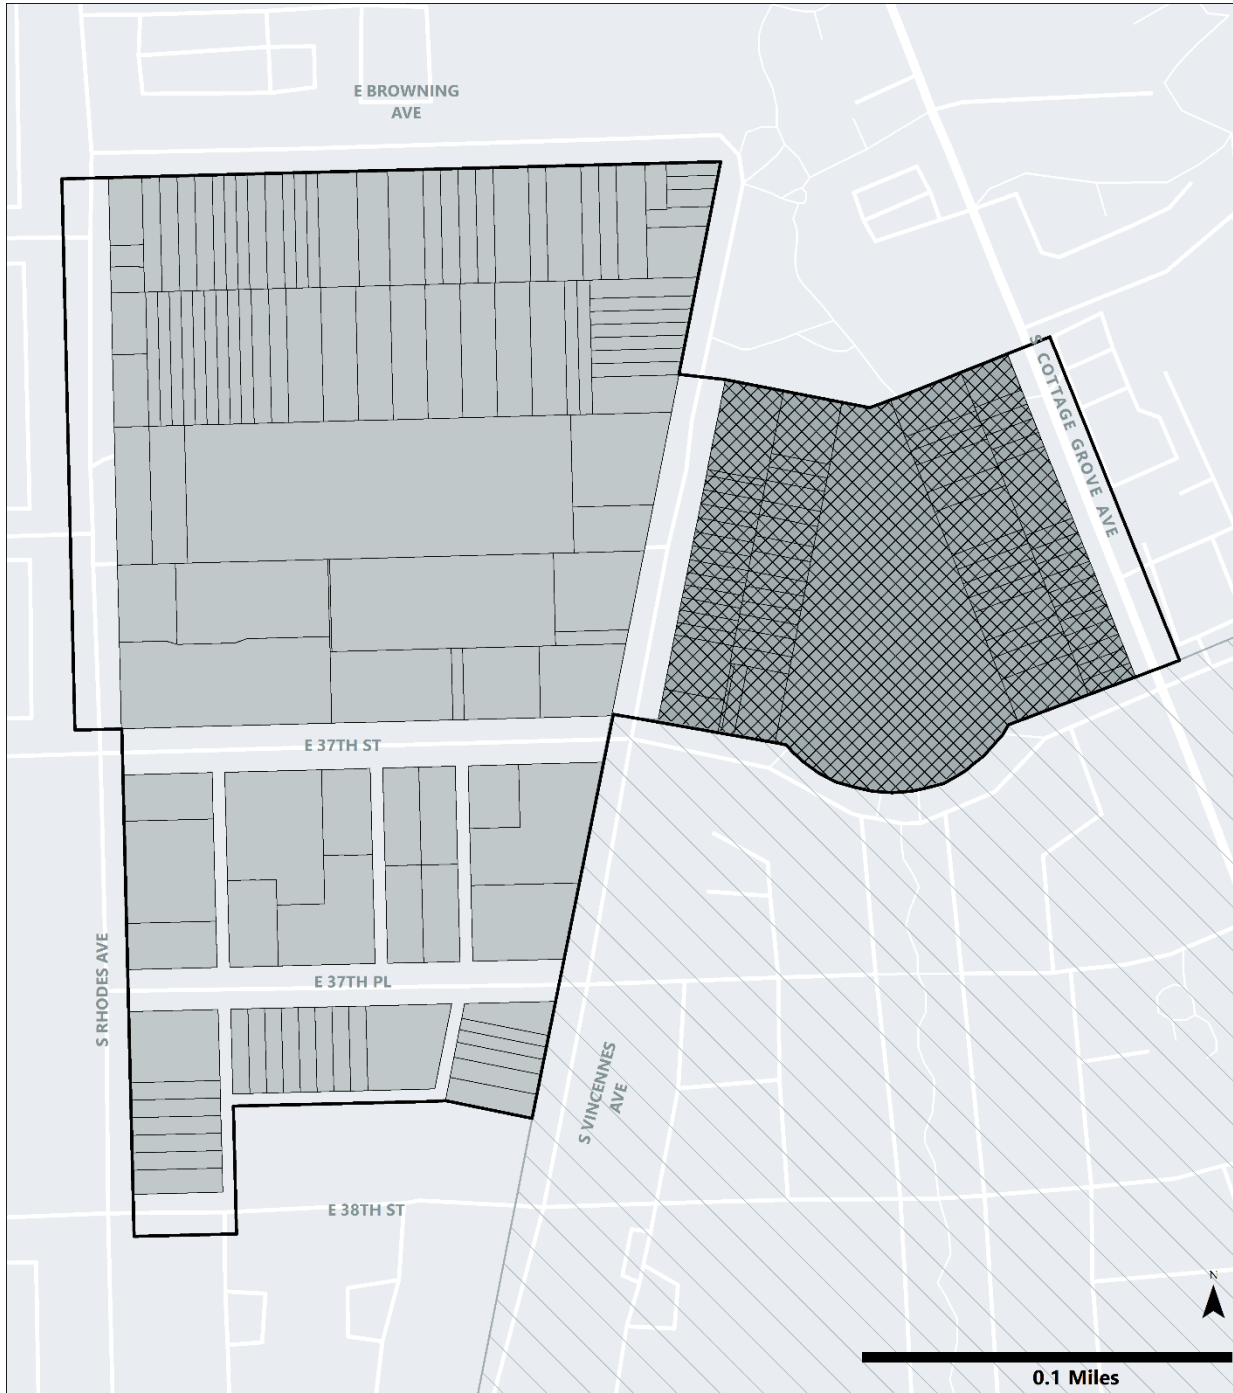 E BROWNING
AVE
S COTTAGE GROVE AVE
E 37TH ST
E 37TH PL
S RHODES AVE
S VINCENNES
AVE
E 38TH ST
N
0.1 Miles